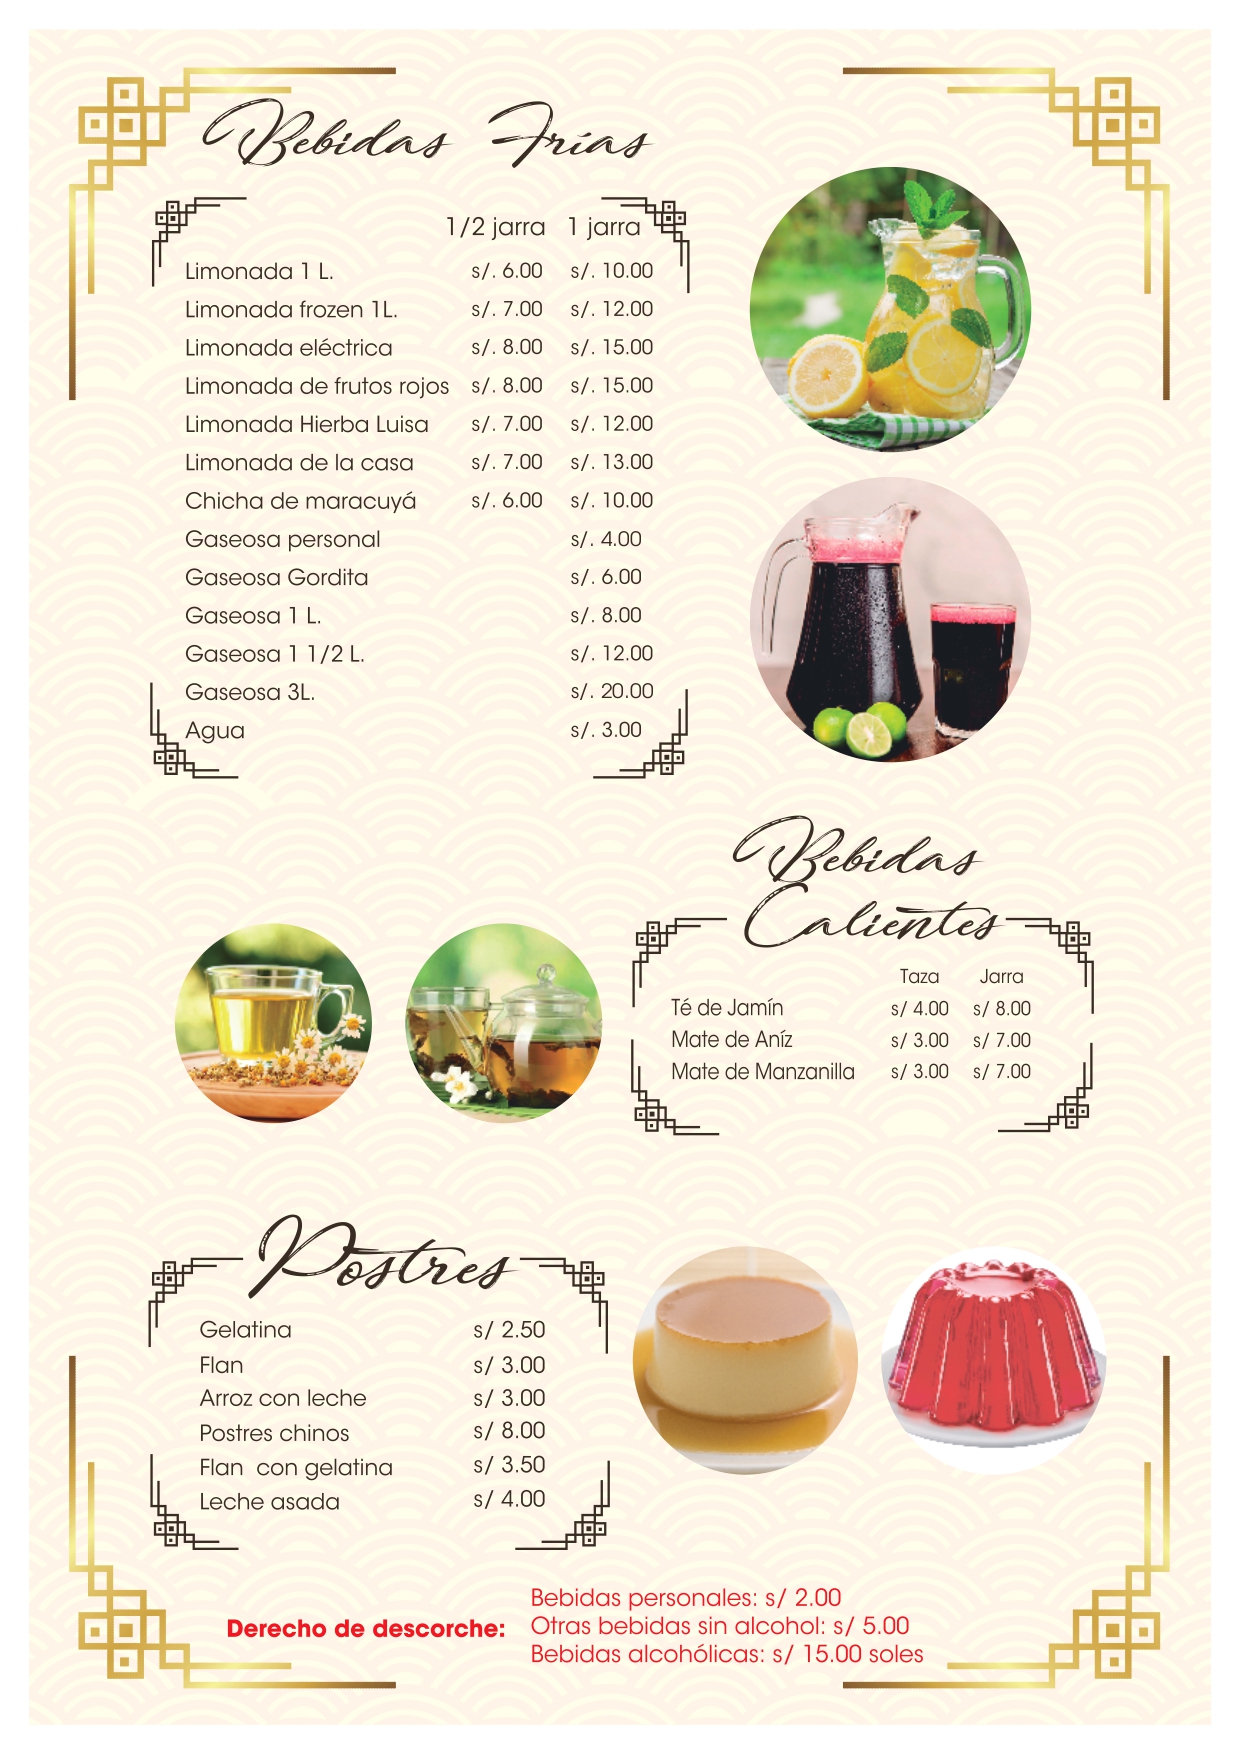 Bebidas Frías
1/2 jarra 1 jarra
Limonada 1 L. s/. 6.00 s/. 10.00
Limonada frozen 1L. s/. 7.00 s/. 12.00
Limonada eléctrica s/. 8.00 s/. 15.00
Limonada de frutos rojos s/. 8.00 s/. 15.00
Limonada Hierba Luisa s/. 7.00 s/. 12.00
Limonada de la casa s/. 7.00 s/. 13.00
Chicha de maracuyá s/. 6.00 s/. 10.00
Gaseosa personal s/. 4.00
Gaseosa Gordita s/. 6.00
Gaseosa 1 L. s/. 8.00
Gaseosa 1 1/2 L. s/. 12.00
Gaseosa 3L. s/. 20.00
Agua s/. 3.00
Bebidas
Calientes
Taza Jarra
Té de Jamín s/ 4.00 s/ 8.00
Mate de Aníz s/ 3.00 s/ 7.00
Mate de Manzanilla s/ 3.00 s/ 7.00
Postres
Gelatina s/ 2.50
Flan s/ 3.00
Arroz con leche s/ 3.00
Postres chinos s/ 8.00
Flan con gelatina s/ 3.50
Leche asada s/ 4.00
Derecho de descorche:
Bebidas personales: s/ 2.00
Otras bebidas sin alcohol: s/ 5.00
Bebidas alcohólicas: s/ 15.00 soles